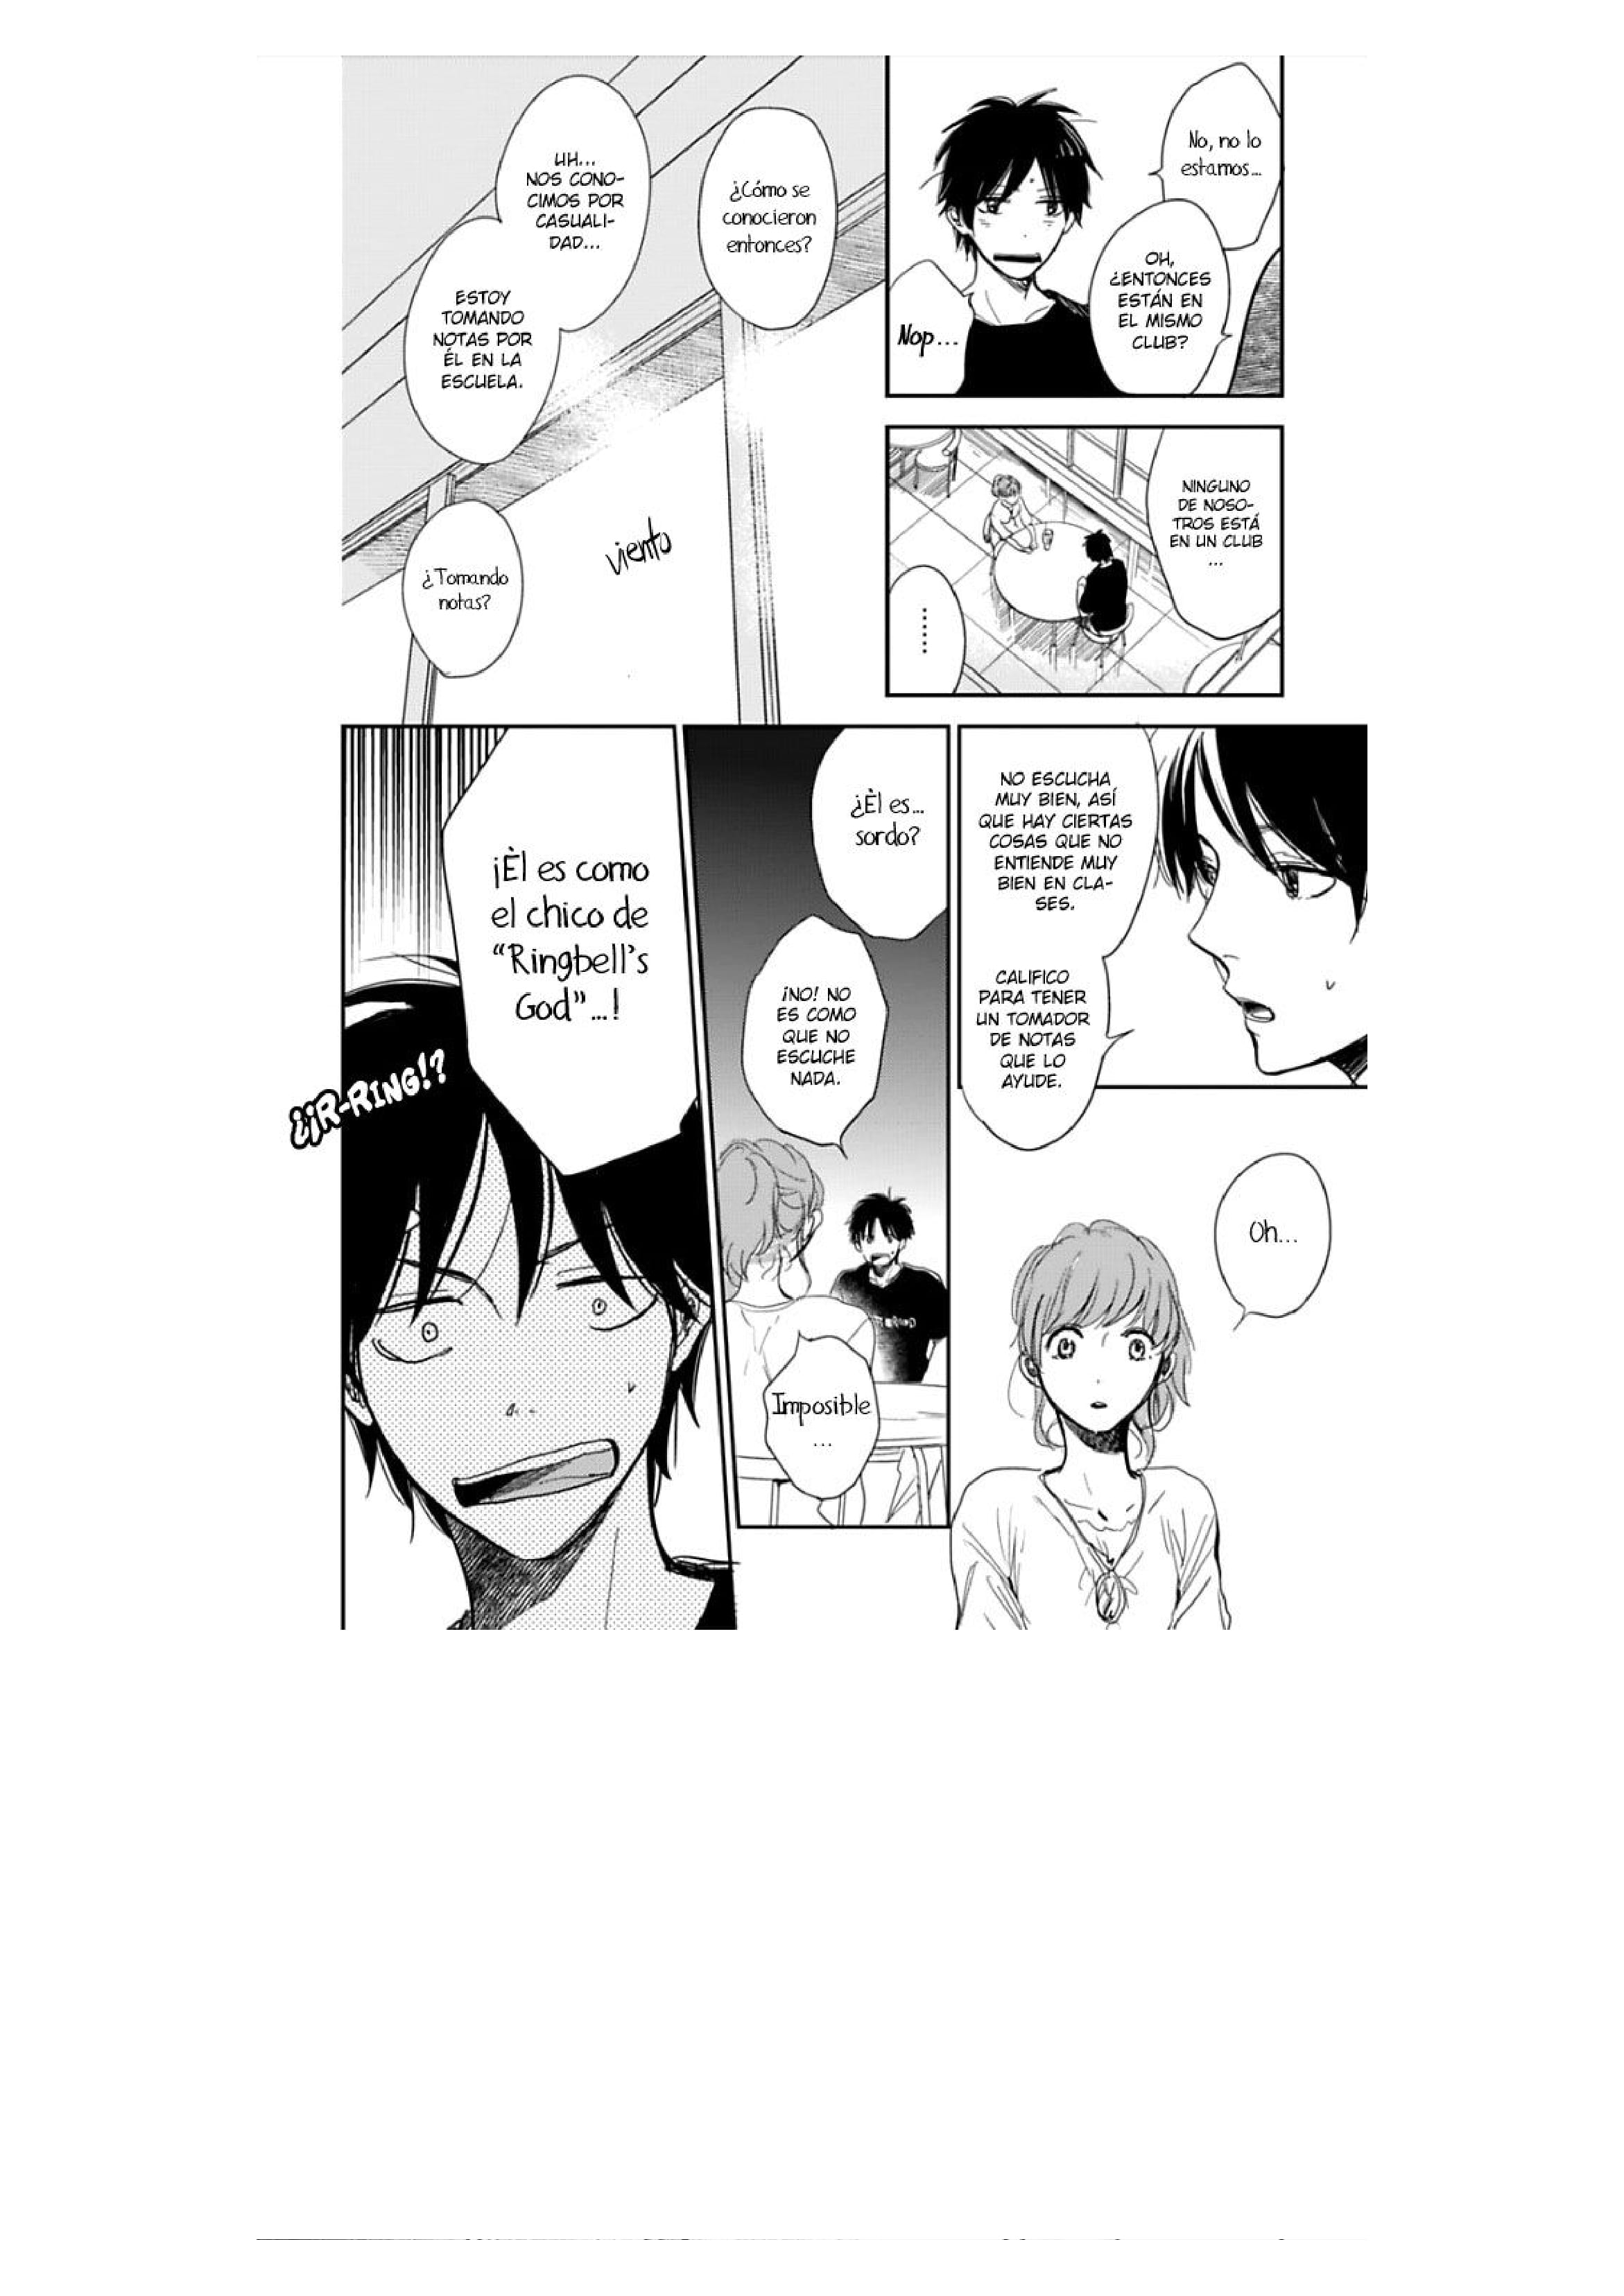 No, no lo
estamos...
OH,
¿ENTONCES
ESTÁN EN
EL MISMO
CLUB?
Nop...
NINGUNO
DE NOSO-
TROS ESTÁ
EN UN CLUB
...
......
¿Cómo se
conocieron
entonces?
UH...
NOS CONO-
CIMOS POR
CASUALI-
DAD...
ESTOY
TOMANDO
NOTAS POR
ÉL EN LA
ESCUELA.
viento
¿Tomando
notas?
NO ESCUCHA
MUY BIEN, ASÍ
QUE HAY CIERTAS
COSAS QUE NO
ENTIENDE MUY
BIEN EN CLA-
SES.
CALIFICO
PARA TENER
UN TOMADOR
DE NOTAS
QUE LO
AYUDE.
Oh...
¿Èl es...
sordo?
¡NO! NO
ES COMO
QUE NO
ESCUCHE
NADA.
Imposible
...
¡Èl es como
el chico de
“Ringbell’s
God”...!
¿¡R-RING!?